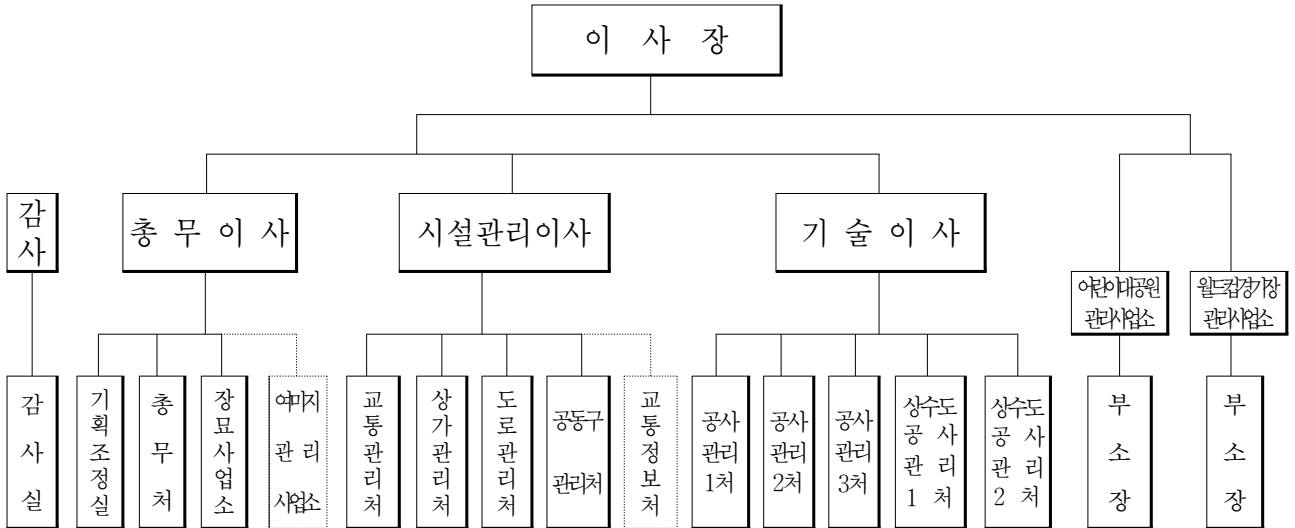 이 사 장
감
사
총 무 이 사
시설관리이사
기 술 이 사
어린이대공원
관리사업소
월드컵경기장
관리사업소
감
사
실
기
획
조
정
실
총
무
처
장
묘
사
업
소
여미지
관 리
사업소
교
통
관
리
처
상
가
관
리
처
도
로
관
리
처
공동구
관리처
교
통
정
보
처
공사
관리
1처
공사
관리
2처
공사
관리
3처
상수도
공 사
관 리
1 처
상수도
공 사
관 리
2 처
부
소
장
부
소
장